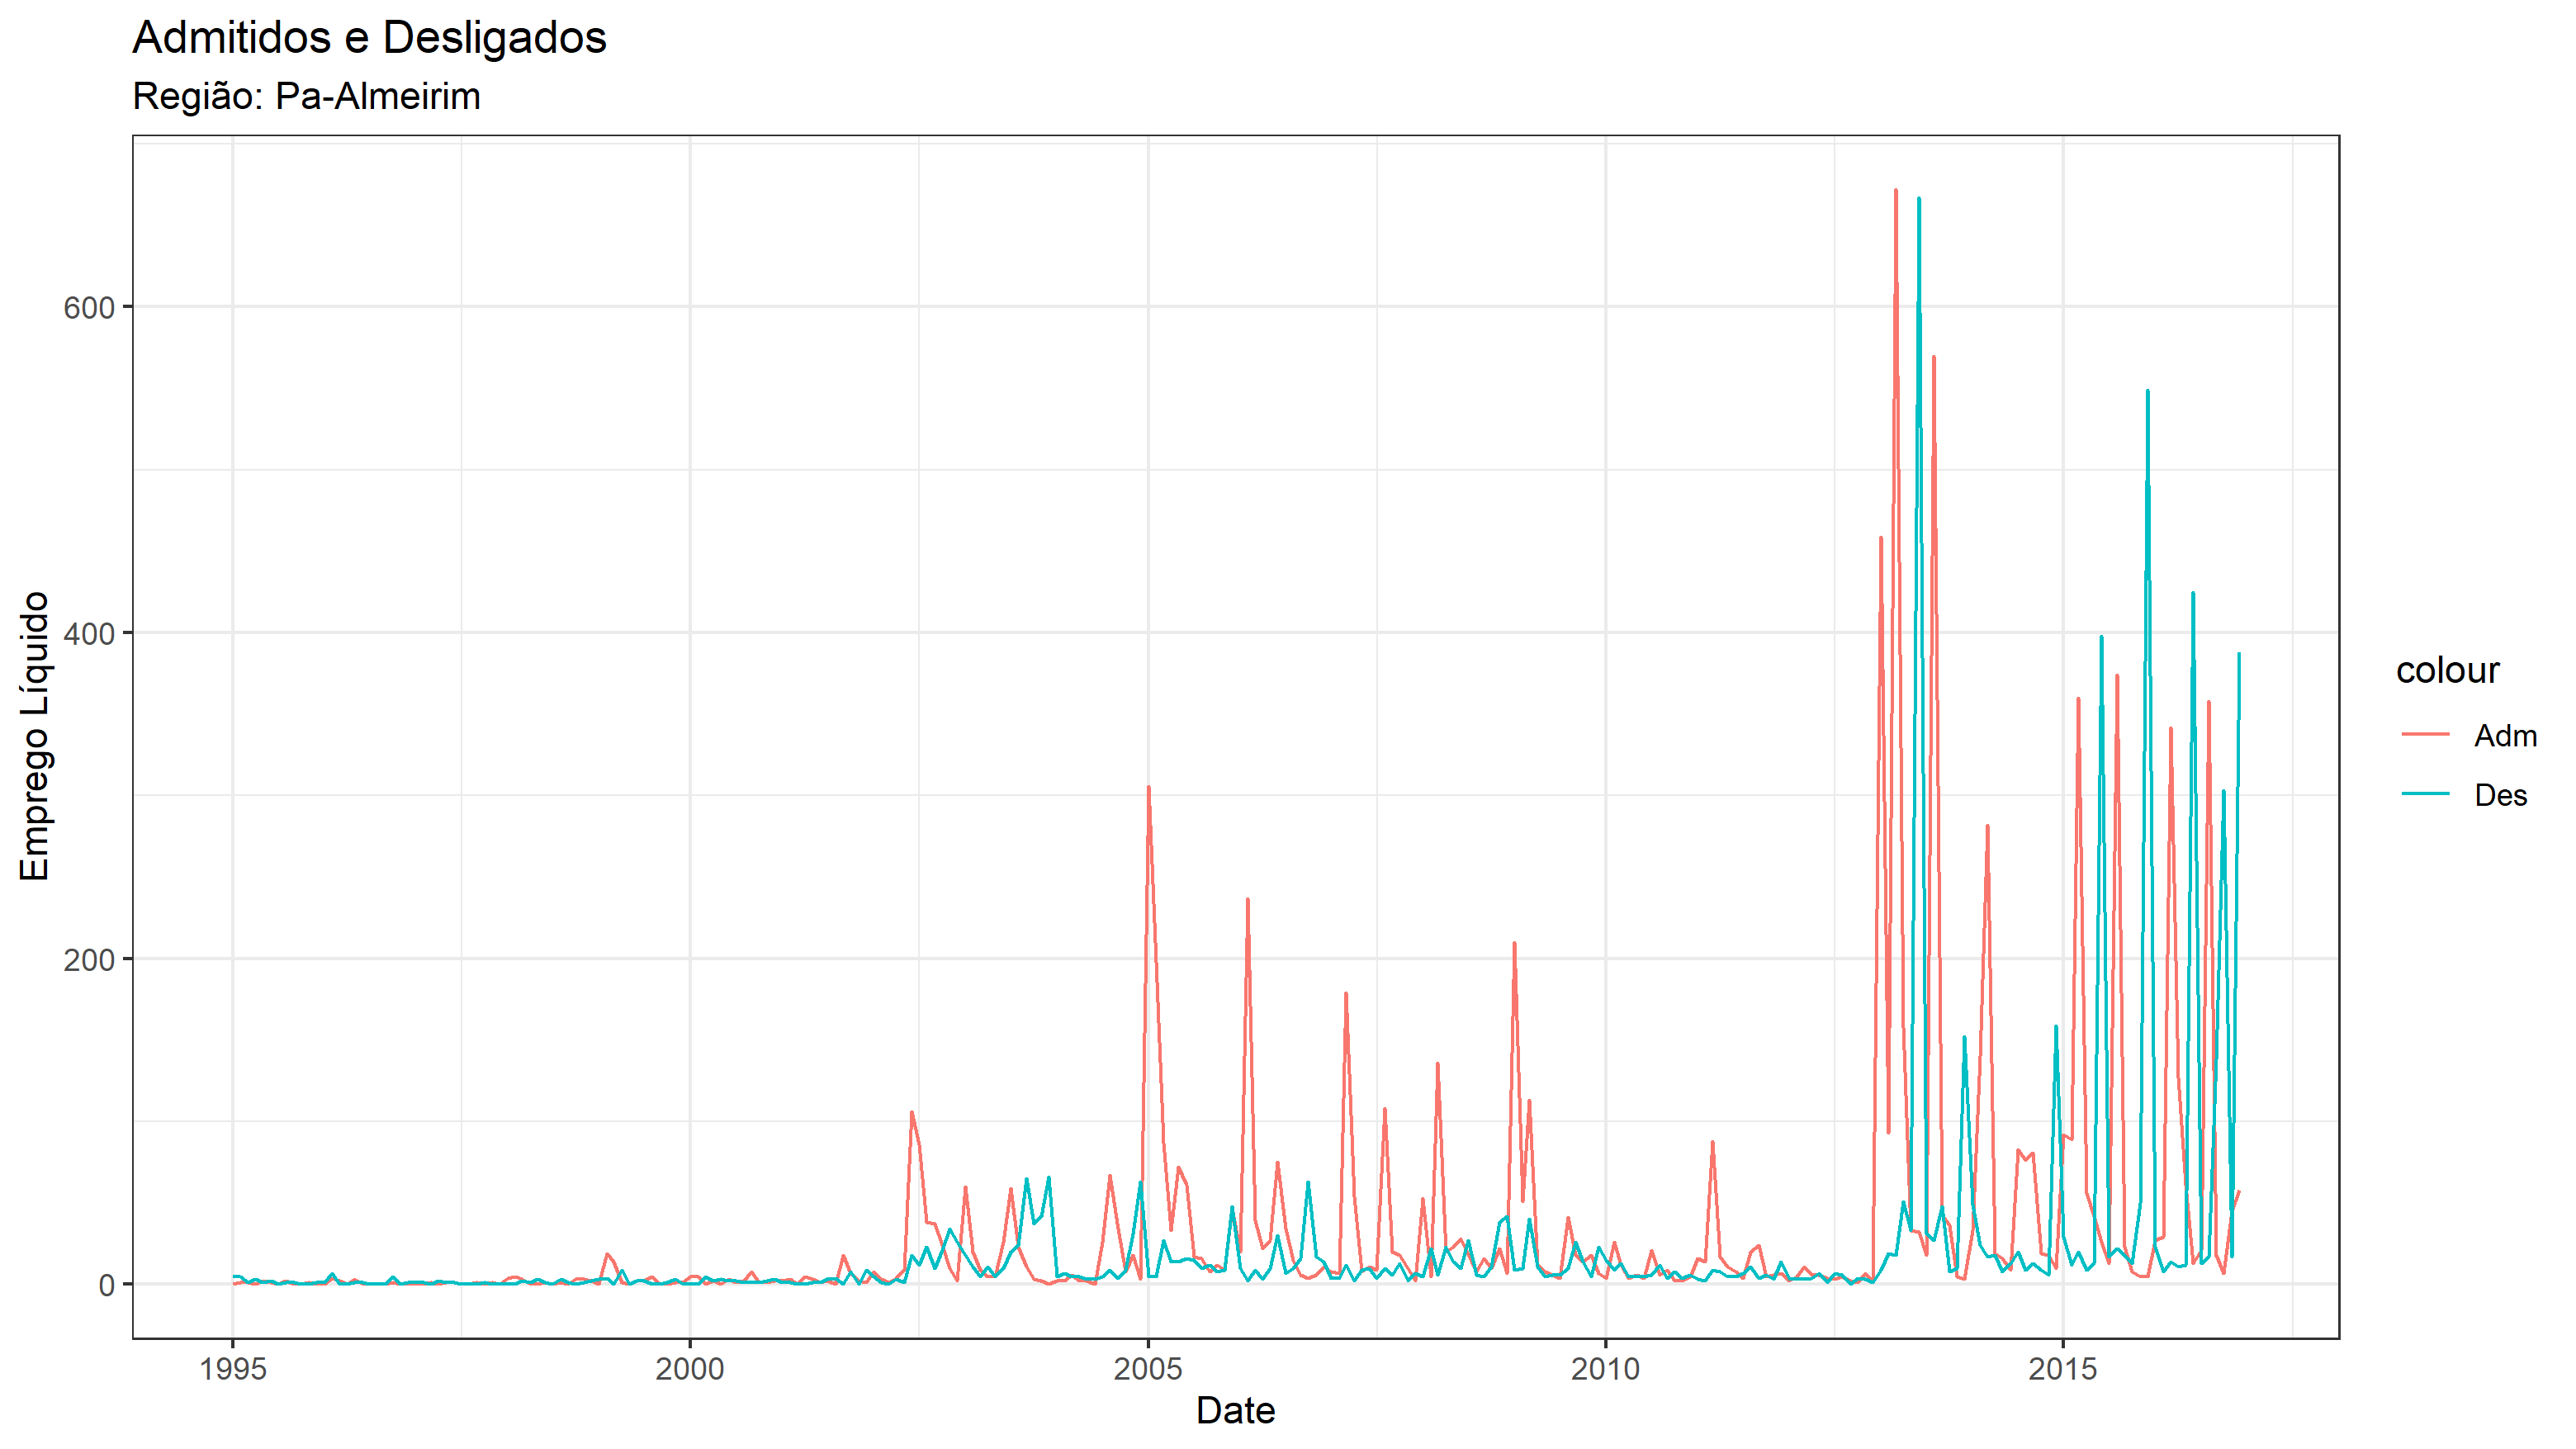 Admitidos e Desligados
Região: Pa-Almeirim
Emprego Líquido
600
400
200
0
1995
2000
2005
2010
2015
Date
colour
Adm
Des